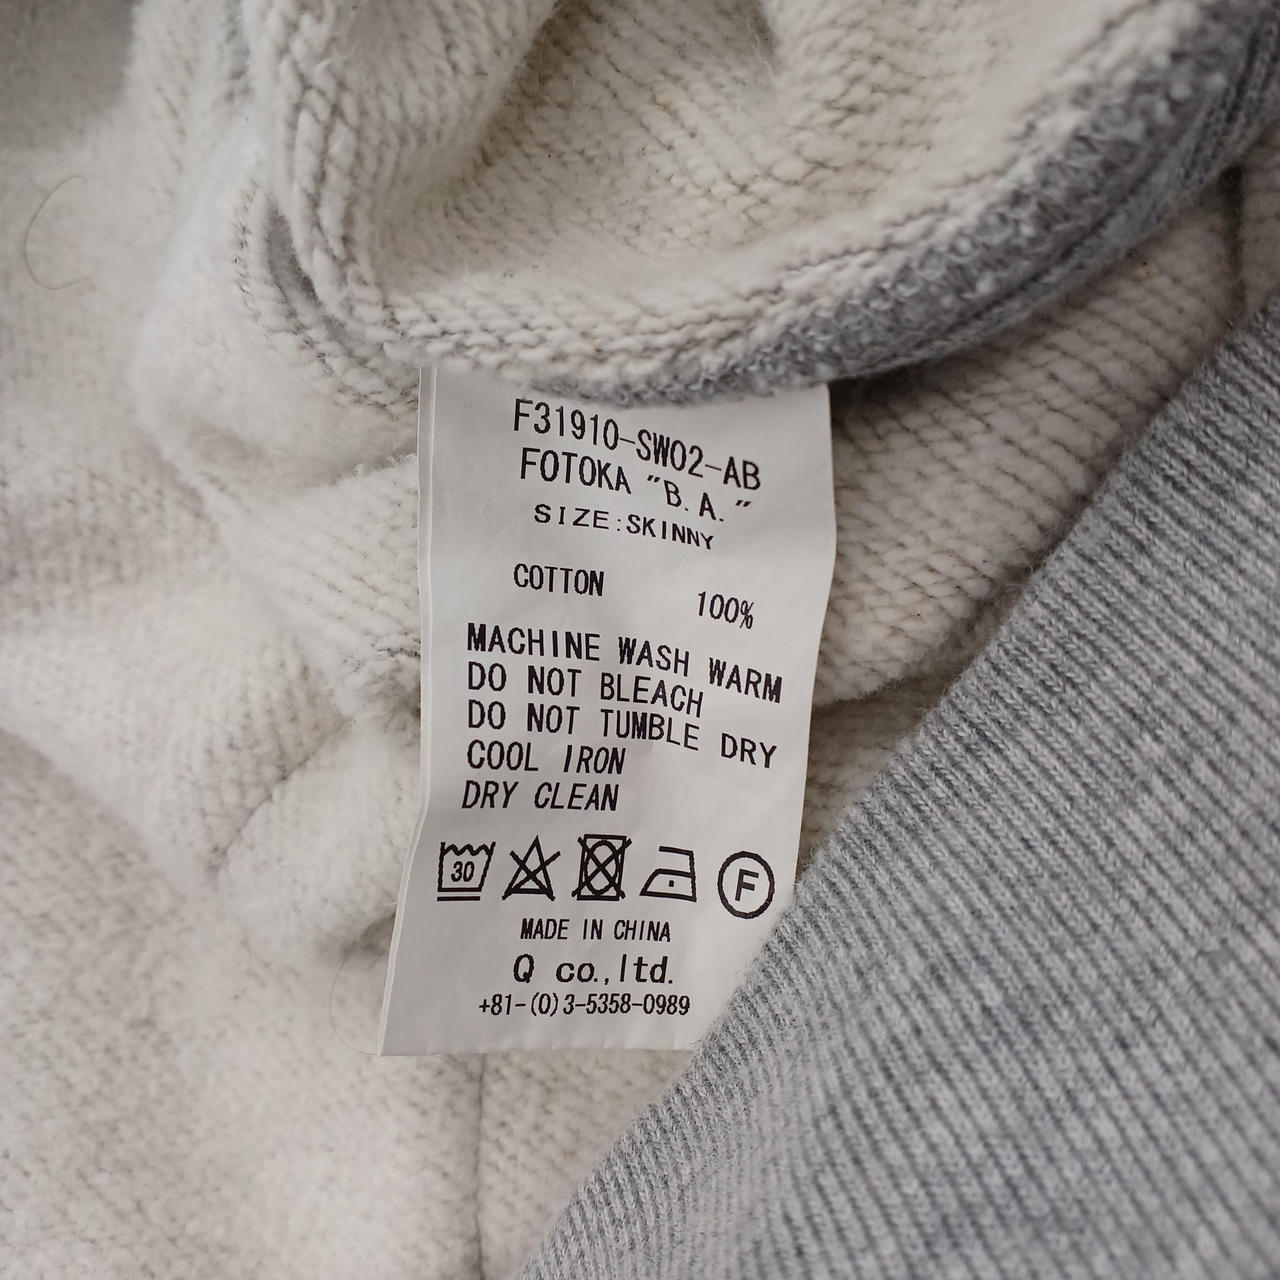 F31910-SW02-AB
FOTOKA "B.A."
SIZE:SKINNY
COTTON 100%
MACHINE WASH WARM
DO NOT BLEACH
DO NOT TUMBLE DRY
COOL IRON
DRY CLEAN
30 F
MADE IN CHINA
Q co.,ltd.
+81-(0)3-5358-0989